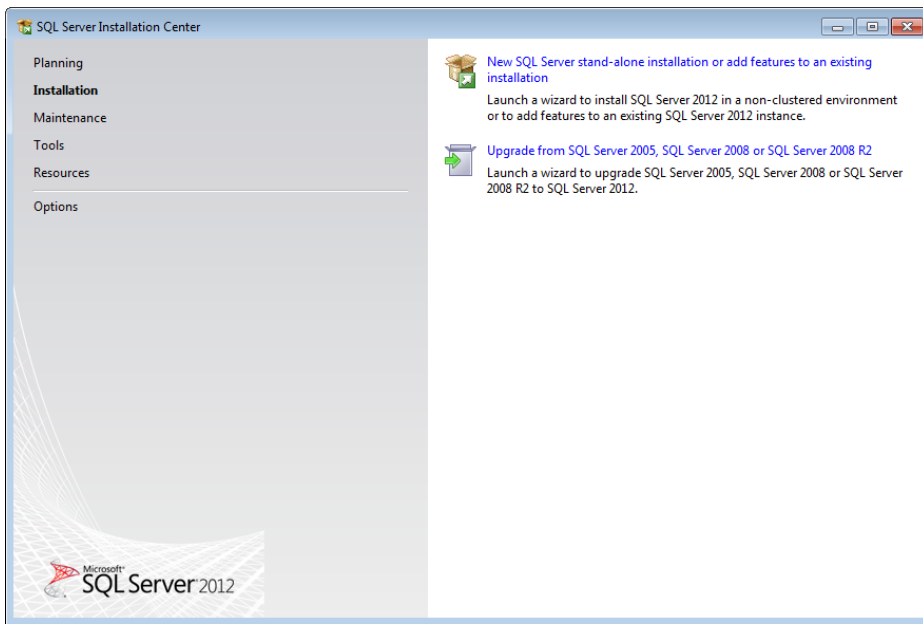 SQL Server Installation Center
Planning
Installation
Maintenance
Tools
Resources
Options
New SQL Server stand-alone installation or add features to an existing
installation
Launch a wizard to install SQL Server 2012 in a non-clustered environment
or to add features to an existing SQL Server 2012 instance.
Upgrade from SQL Server 2005, SQL Server 2008 or SQL Server 2008 R2
Launch a wizard to upgrade SQL Server 2005, SQL Server 2008 or SQL Server
2008 R2 to SQL Server 2012.
Microsoft®
SQL Server 2012